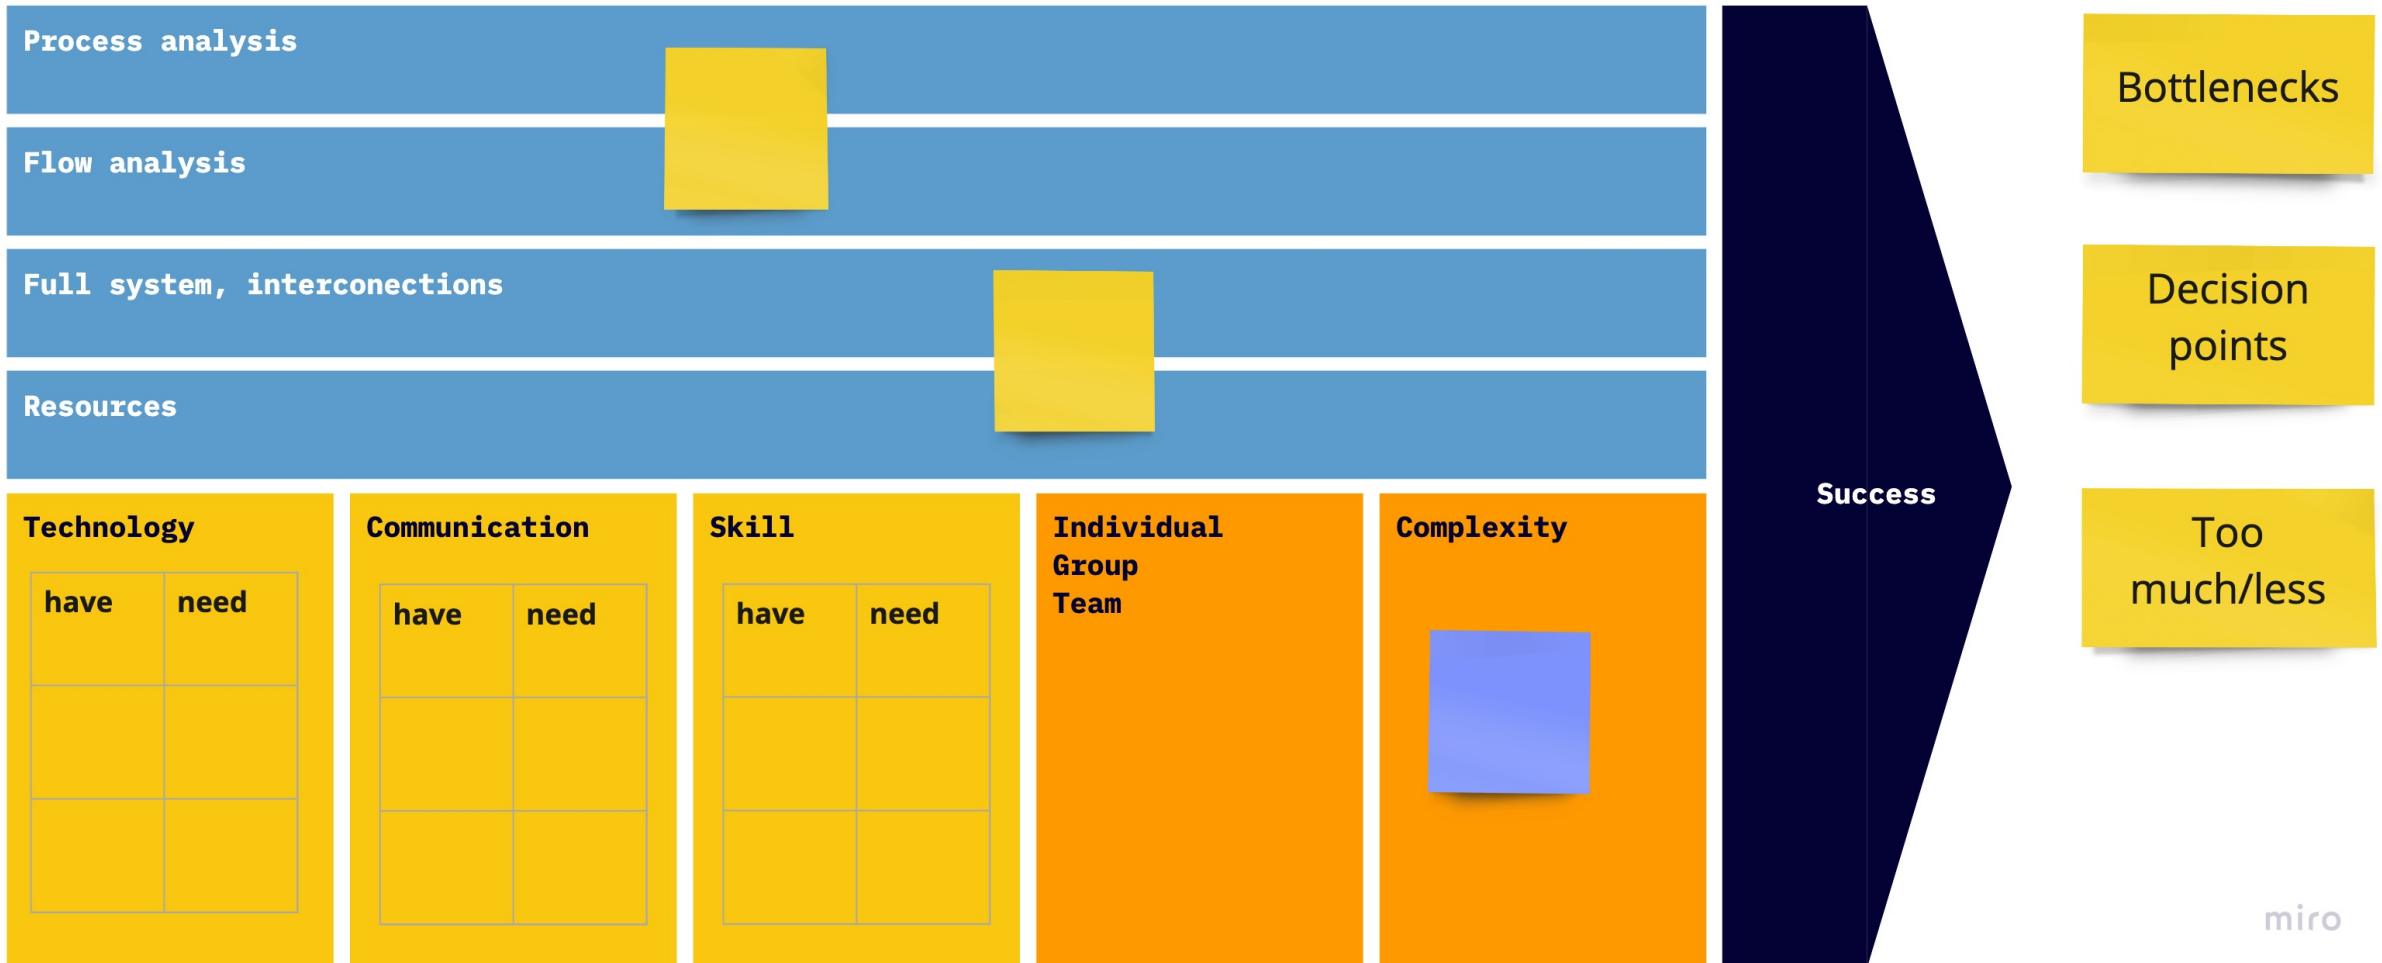 Process analysis
Flow analysis
Full system, interconections
Resources
Technology
have need
Communication
have need
Skill
have need
Individual
Group
Team
Complexity
Success
Bottlenecks
Decision
points
Too
much/less
miro